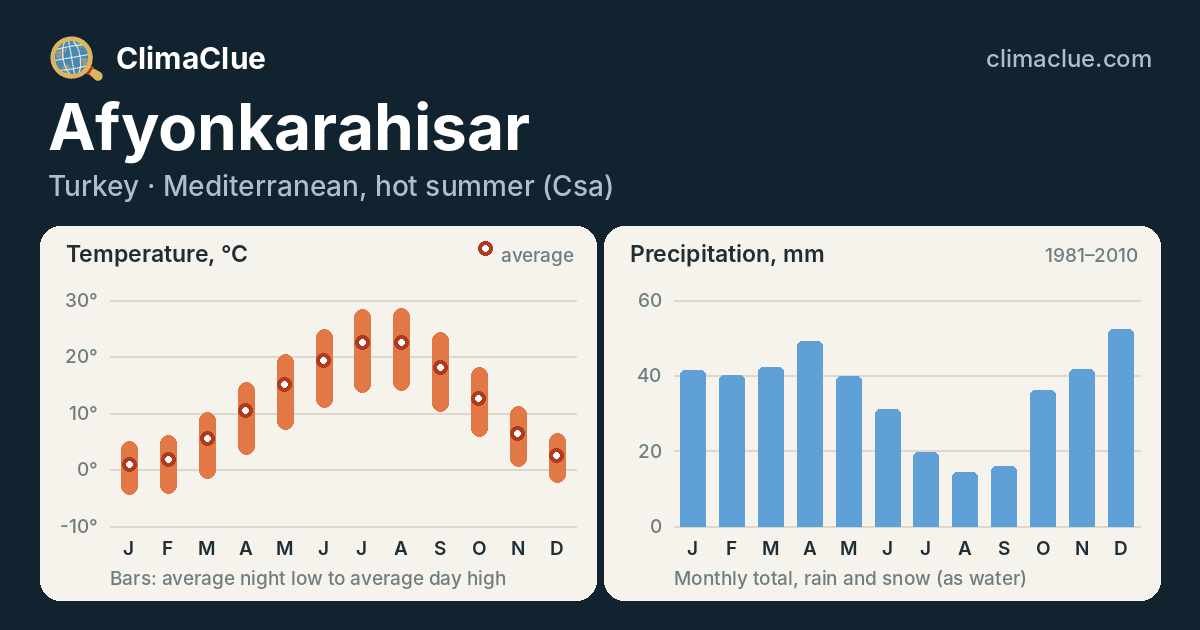 ClimaClue
climaclue.com
Afyonkarahisar
Turkey · Mediterranean, hot summer (Csa)
Temperature, °C
average
30°
20°
10°
0°
-10°
J F M A M J J A S O N D
Bars: average night low to average day high
Precipitation, mm
1981–2010
60
40
20
0
J F M A M J J A S O N D
Monthly total, rain and snow (as water)